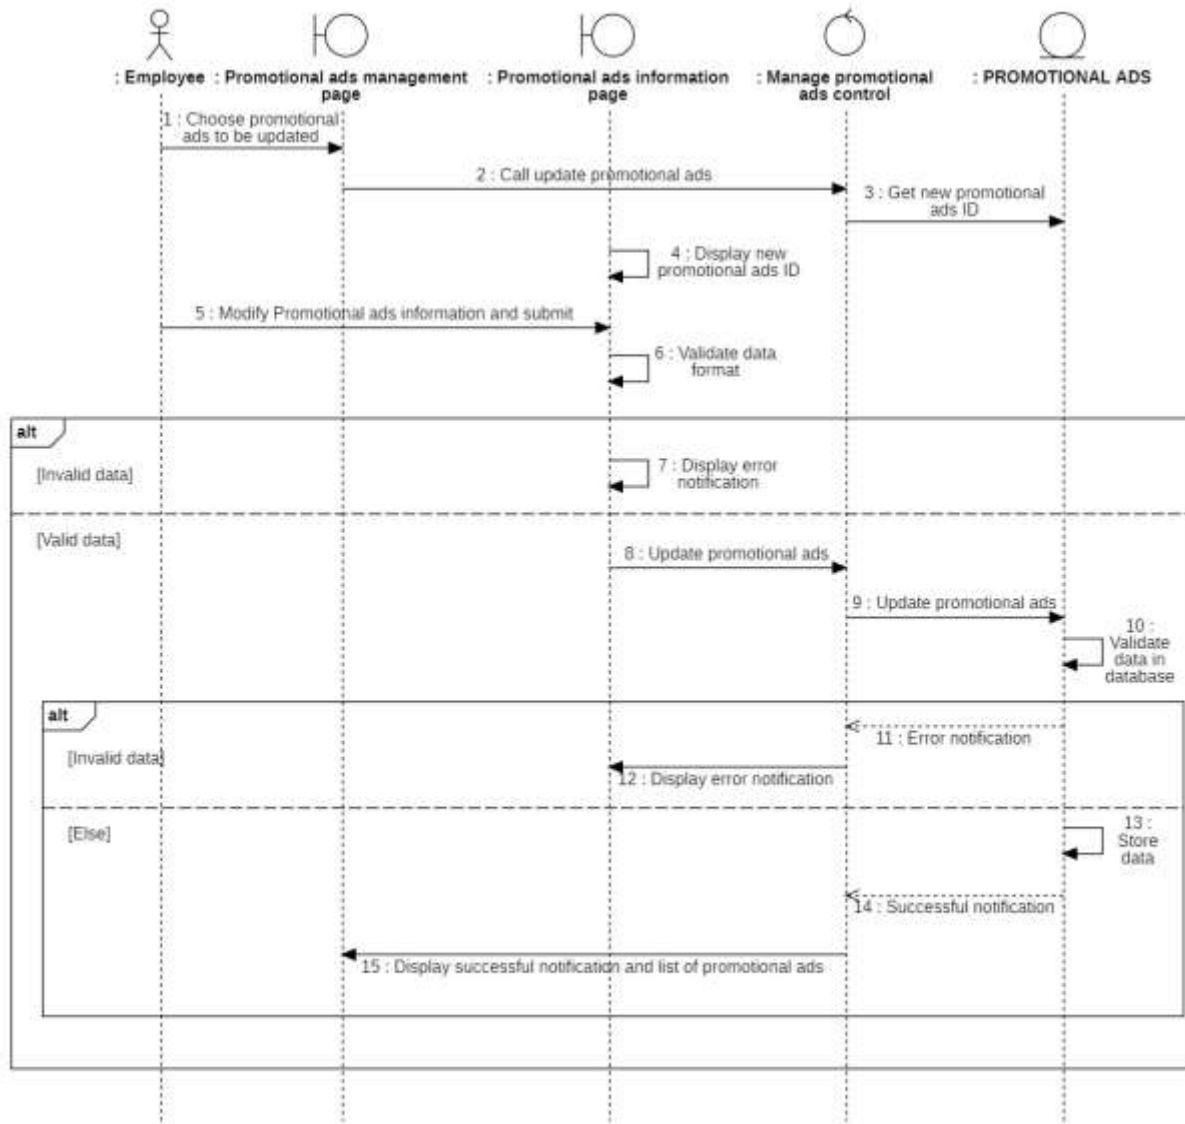 : Employee
: Promotional ads management
page
: Promotional ads information
page
: Manage promotional
ads control
: PROMOTIONAL ADS
1 : Choose promotional
ads to be updated
2 : Call update promotional ads
3 : Get new promotional
ads ID
4 : Display new
promotional ads ID
5 : Modify Promotional ads information and submit
6 : Validate data
format
alt
[Invalid data]
7 : Display error
notification
[Valid data]
8 : Update promotional ads
9 : Update promotional ads
10 :
Validate
data in
database
alt
11 : Error notification
[Invalid data]
12 : Display error notification
[Else]
13 :
Store
data
14 : Successful notification
15 : Display successful notification and list of promotional ads